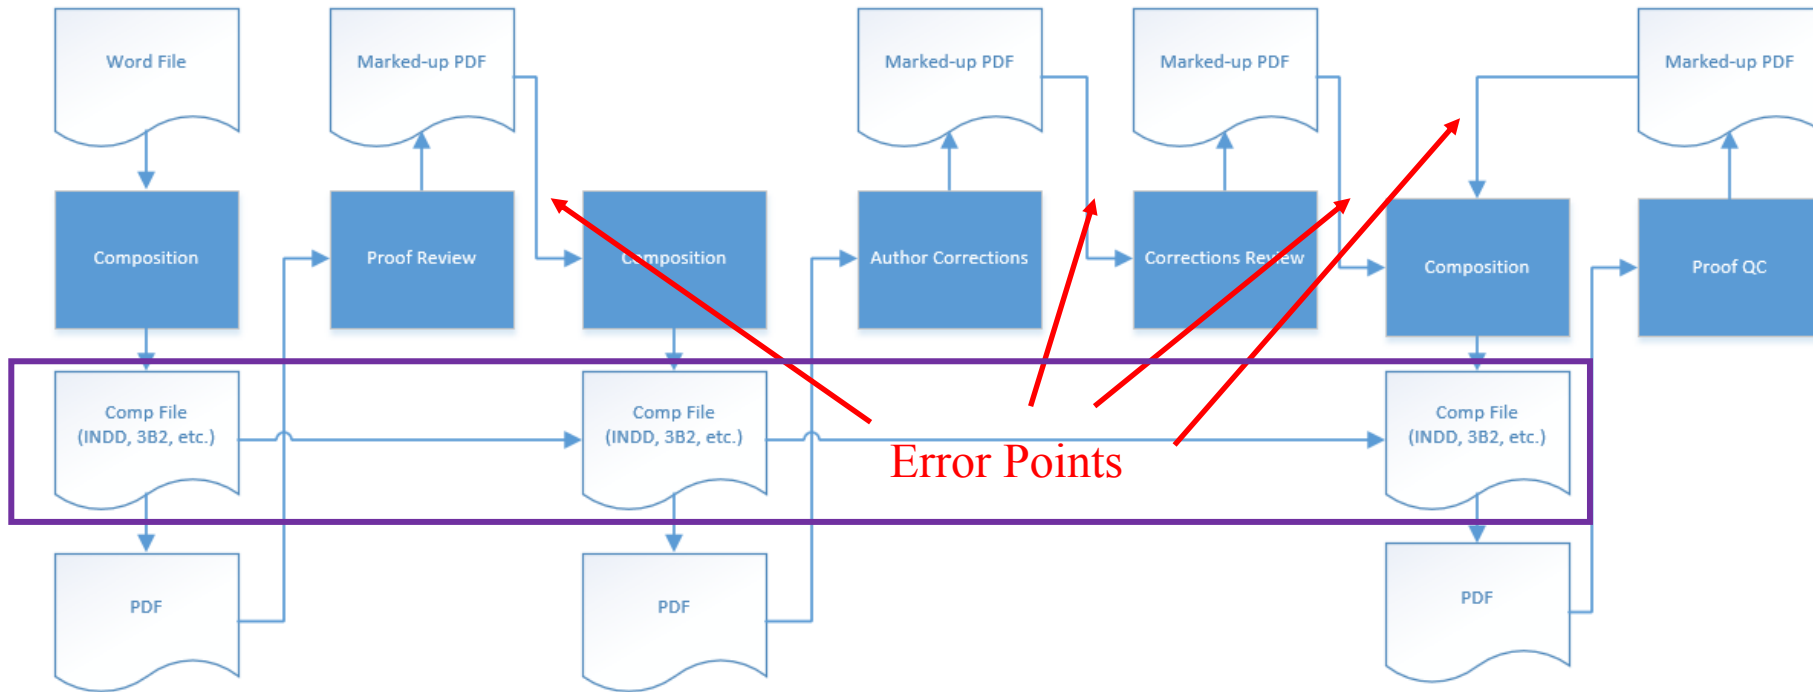 Word File
Marked-up PDF
Marked-up PDF
Marked-up PDF
Marked-up PDF
Composition
Proof Review
Composition
Author Corrections
Corrections Review
Composition
Proof QC
Comp File
(INDD, 3B2, etc.)
Comp File
(INDD, 3B2, etc.)
Comp File
(INDD, 3B2, etc.)
Error Points
PDF
PDF
PDF